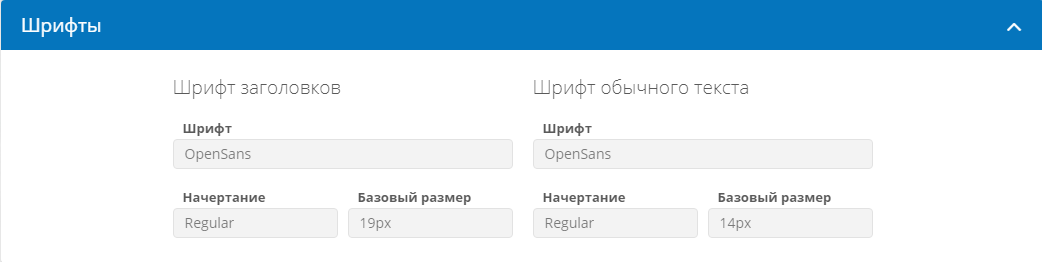 Шрифты
Шрифт заголовков
Шрифт
OpenSans
Начертание Базовый размер
Regular 19px
Шрифт обычного текста
Шрифт
OpenSans
Начертание Базовый размер
Regular 14px